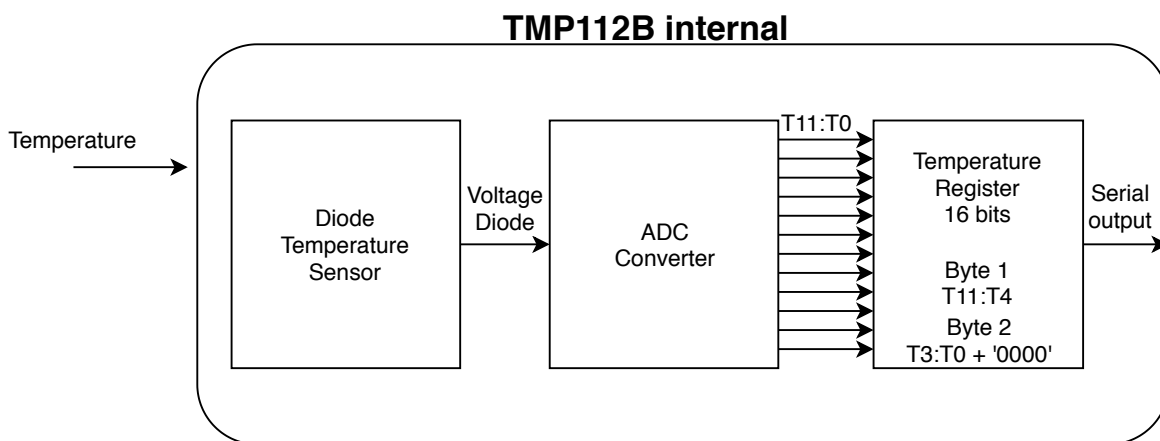 TMP112B internal
Temperature
Diode
Temperature
Sensor
Voltage
Diode
ADC
Converter
T11:T0
Temperature
Register
16 bits
Byte 1
T11:T4
Byte 2
T3:T0 + '0000'
Serial
output